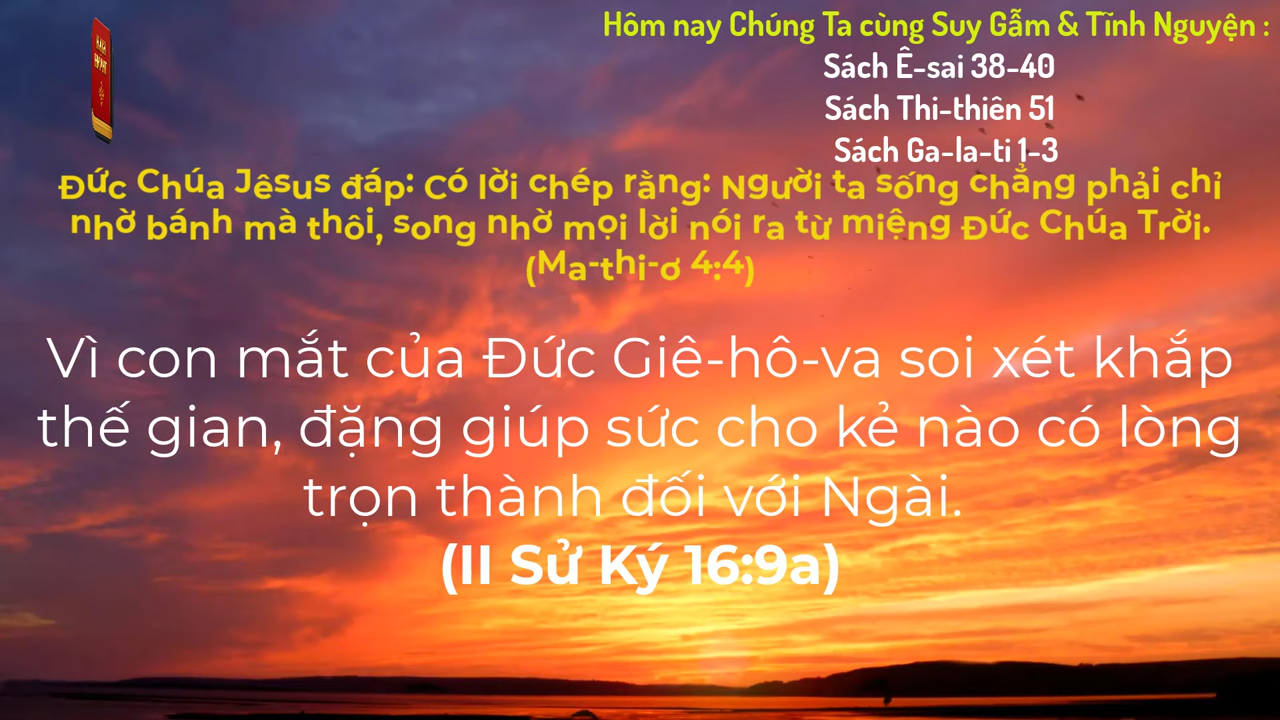 Hôm nay Chúng Ta cùng Suy Gẫm & Tĩnh Nguyện :
Sách Ê-sai 38-40
Sách Thi-thiên 51
Sách Ga-la-ti 1-3
Đức Chúa Jêsus đáp: Có lời chép rằng: Người ta sống chẳng phải chỉ
nhờ bánh mà thôi, song nhờ mọi lời nói ra từ miệng Đức Chúa Trời.
(Ma-thi-ơ 4:4)
Vì con mắt của Đức Giê-hô-va soi xét khắp
thế gian, đặng giúp sức cho kẻ nào có lòng
trọn thành đối với Ngài.
(II Sử Ký 16:9a)